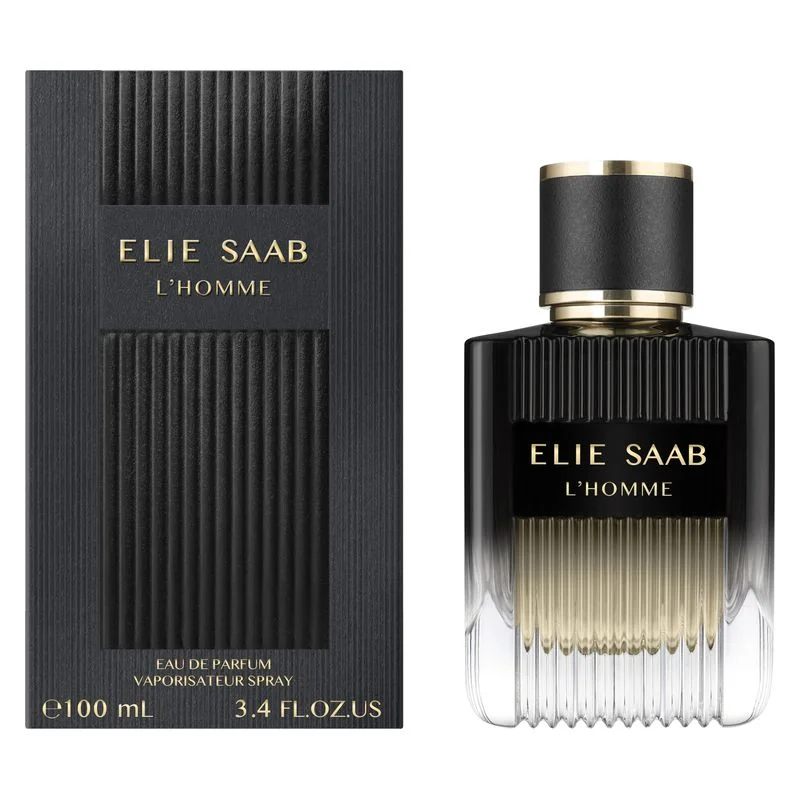 ELIE SAAB
L'HOMME
EAU DE PARFUM
VAPORISATEUR SPRAY
℮100 mL 3.4 FL.OZ.US
ELIE SAAB
L'HOMME